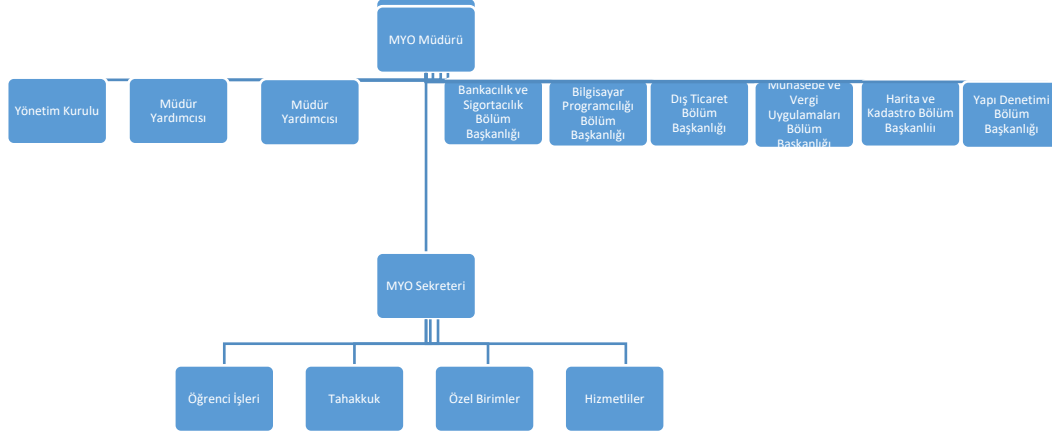 MYO Müdürü
Yönetim Kurulu
Müdür
Yardımcısı
Müdür
Yardımcısı
Bankacılık ve
Sigortacılık
Bölüm
Başkanlığı
Bilgisayar
Programcılığı
Bölüm
Başkanlığı
Dış Ticaret
Bölüm
Başkanlığı
Muhasebe ve
Vergi
Uygulamaları
Bölüm
Başkanlığı
Harita ve
Kadastro Bölüm
Başkanlıiı
Yapı Denetimi
Bölüm
Başkanlığı
MYO Sekreteri
Öğrenci İşleri
Tahakkuk
Özel Birimler
Hizmetliler